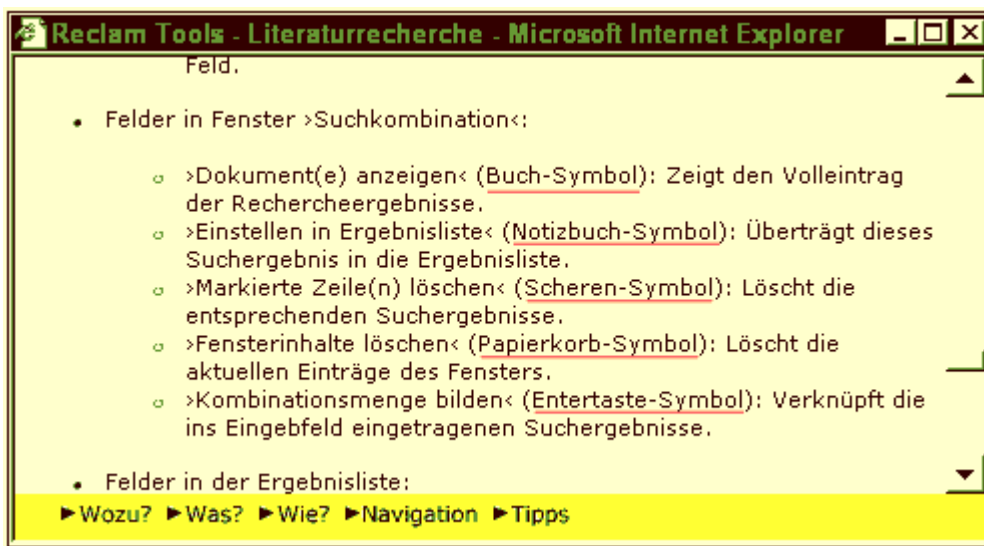 Reclam Tools - Literaturrecherche - Microsoft Internet Explorer
Feld.
Felder in Fenster ›Suchkombination‹:
›Dokument(e) anzeigen‹ (Buch-Symbol): Zeigt den Volleintrag
der Rechercheergebnisse.
›Einstellen in Ergebnisliste‹ (Notizbuch-Symbol): Überträgt dieses
Suchergebnis in die Ergebnisliste.
›Markierte Zeile(n) löschen‹ (Scheren-Symbol): Löscht die
entsprechenden Suchergebnisse.
›Fensterinhalte löschen‹ (Papierkorb-Symbol): Löscht die
aktuellen Einträge des Fensters.
›Kombinationsmenge bilden‹ (Entertaste-Symbol): Verknüpft die
ins Eingebfeld eingetragenen Suchergebnisse.
Felder in der Ergebnisliste:
Wozu? Was? Wie? Navigation Tipps